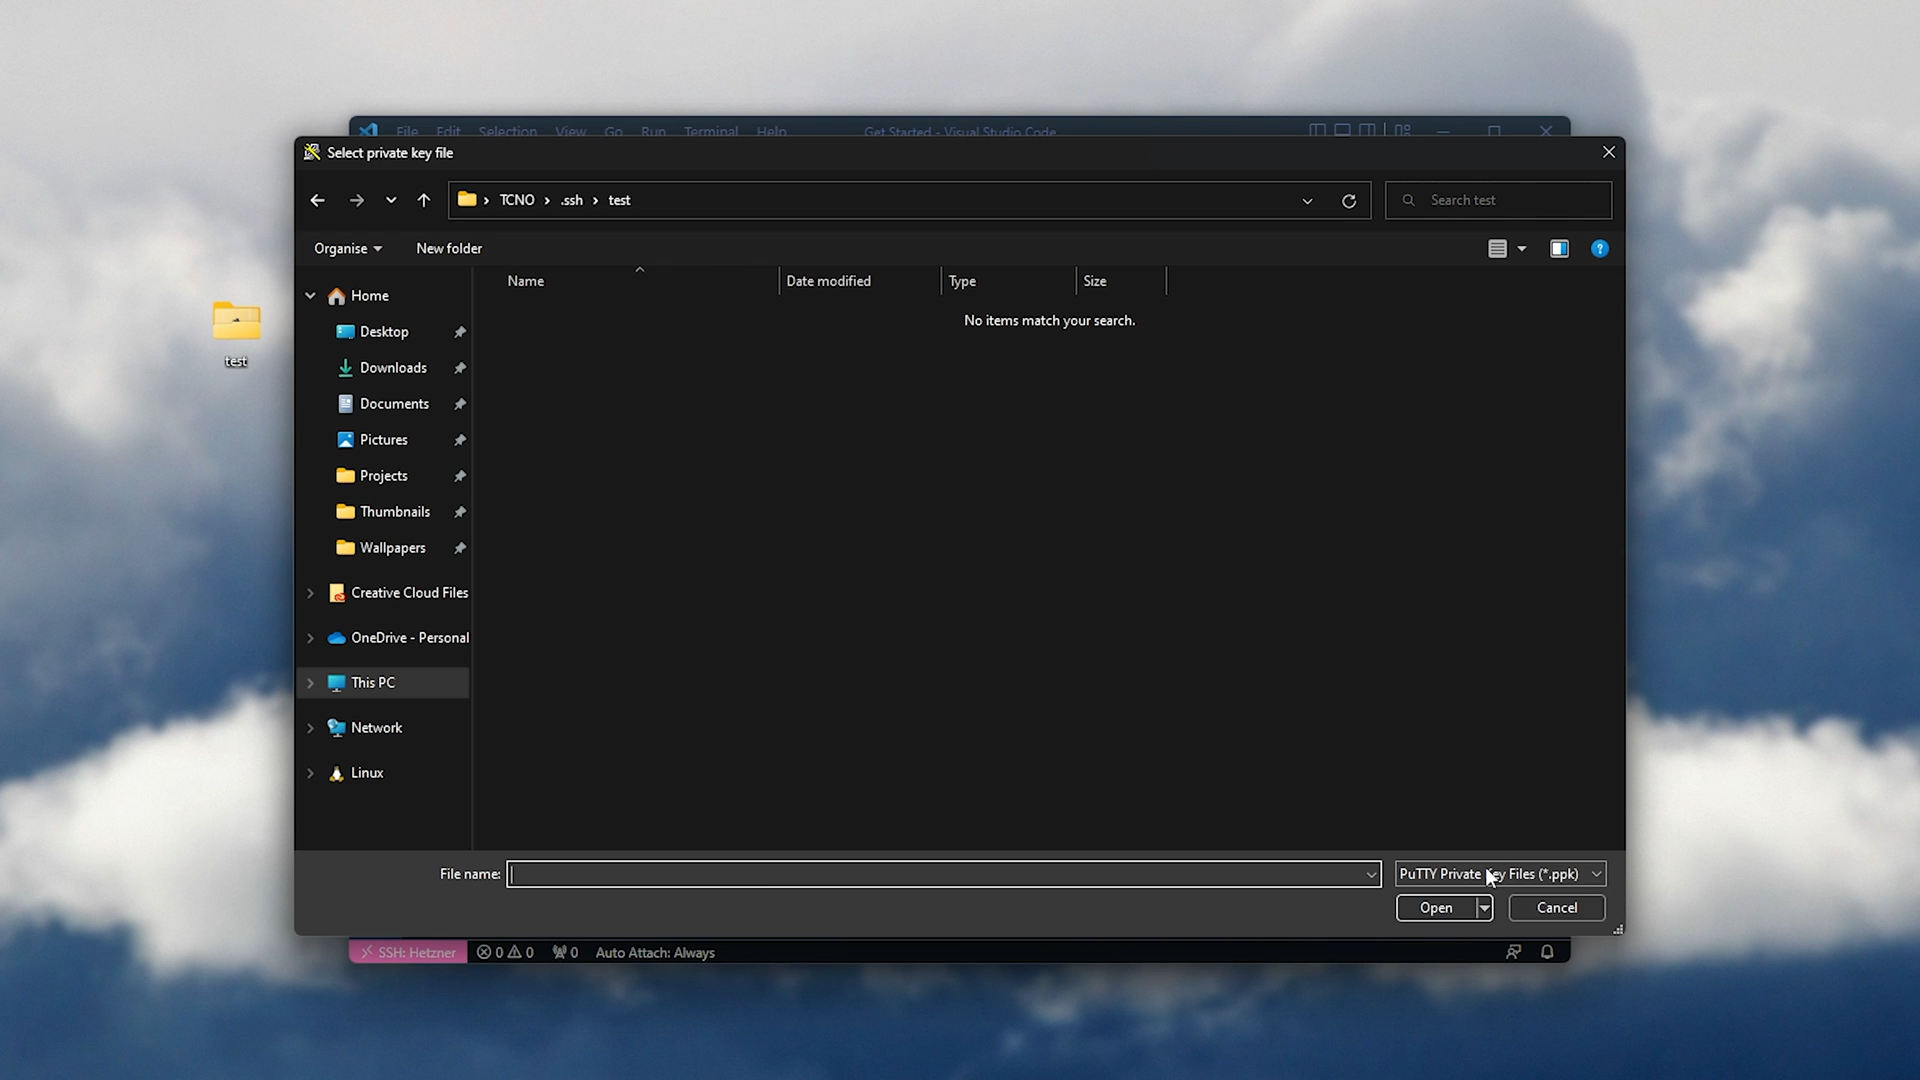 File Edit Selection View Go Run Terminal Help Get Started - Visual Studio Code
Select private key file
TCNO › .ssh › test
Search test
Organise
New folder
Name
Date modified
Type
Size
No items match your search.
Home
Desktop
Downloads
Documents
Pictures
Projects
Thumbnails
Wallpapers
Creative Cloud Files
OneDrive - Personal
This PC
Network
Linux
test
File name:
PuTTY Private Key Files (*.ppk)
Open
Cancel
SSH: Hetzner
0
0
0
Auto Attach: Always